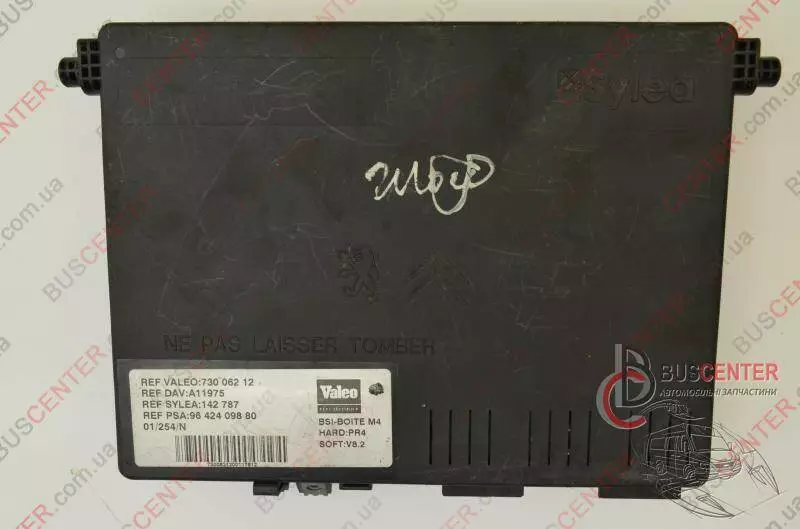 Sylea
NE PAS LAISSER TOMBER
REF VALEO:730 062 12
REF DAV:A11975
REF SYLEA:142 787
REF PSA:96 424 098 80
01/254/N
Valeo
BSI-BOITE M4
HARD:PR4
SOFT:V8.2
BUSCENTER
АВТОМОБІЛЬНІ ЗАПЧАСТИНИ
BUSCENTER.com.ua